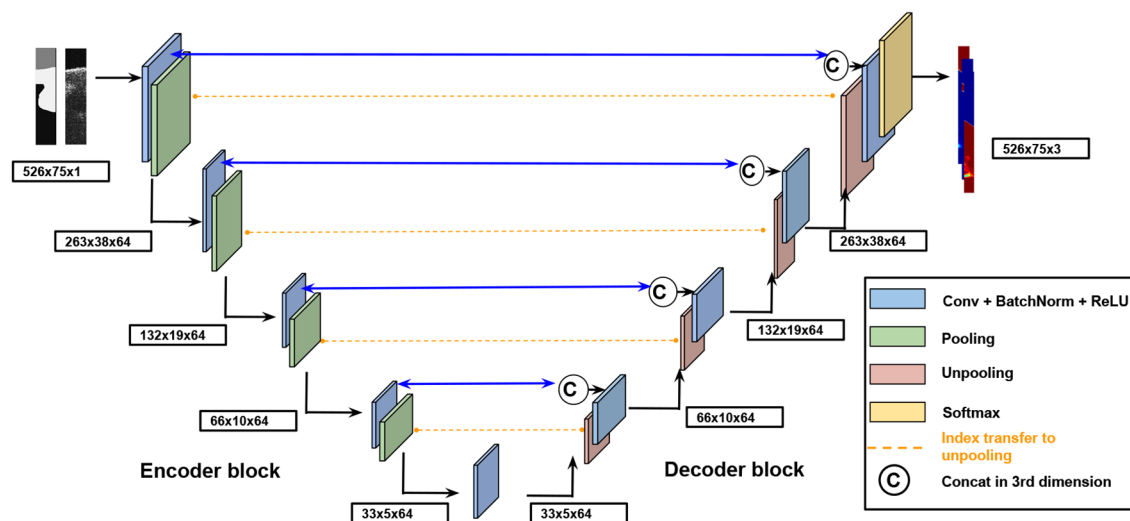 C
526x75x1
526x75x3
C
263x38x64
263x38x64
C
132x19x64
132x19x64
Conv + BatchNorm + ReLU
Pooling
Unpooling
C
Softmax
66x10x64
66x10x64
Index transfer to
unpooling
Encoder block
Decoder block
C
Concat in 3rd dimension
33x5x64
33x5x64